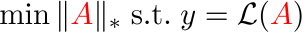 min ‖A‖∗ s.t. y = ℒ(A)